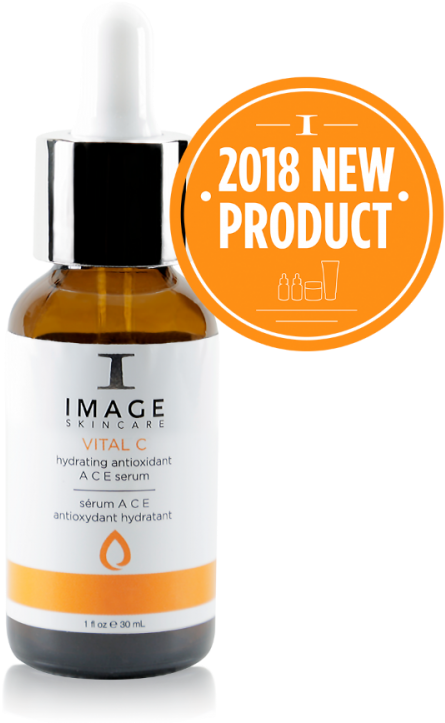 I
2018 NEW
PRODUCT
I
IMAGE
SKINCARE
VITAL C
hydrating antioxidant
A C E serum
sérum A C E
antioxydant hydratant
1 fl oz ℮ 30 mL